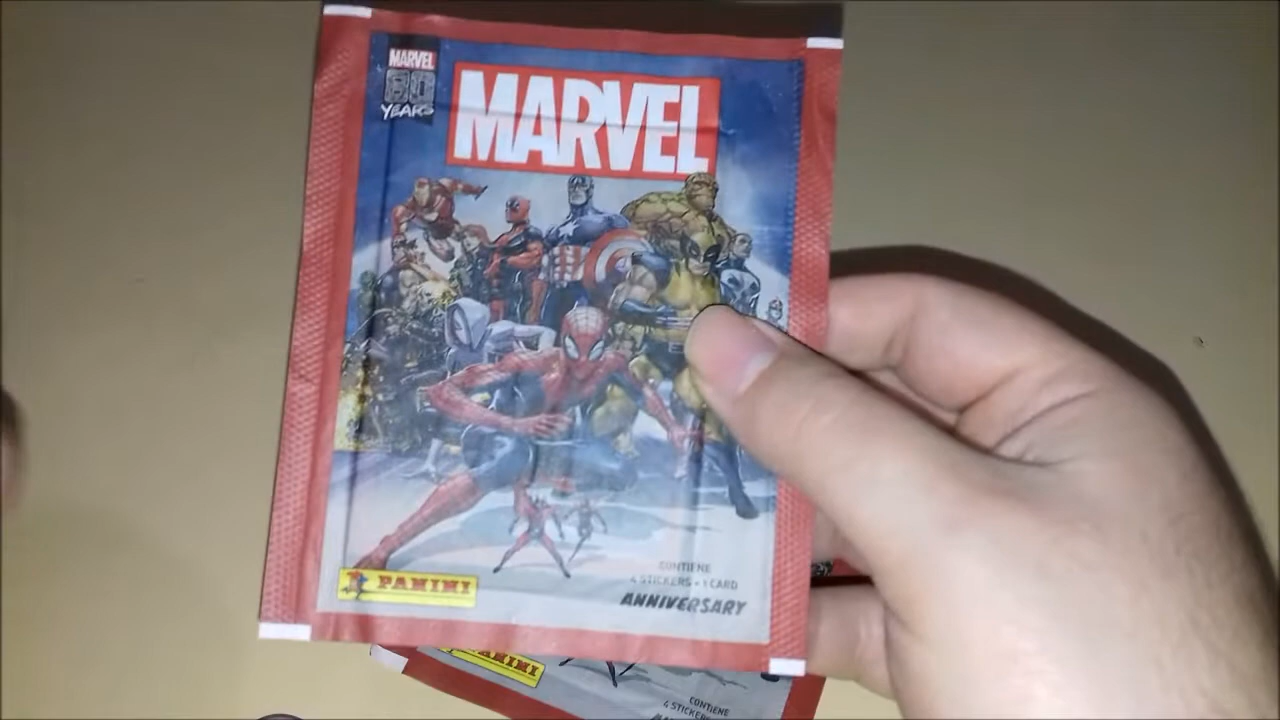 MARVEL
80
YEARS
MARVEL
CONTIENE
4 STICKERS + 1 CARD
ANNIVERSARY
PANINI
PANINI
CONTIENE
4 STICKERS